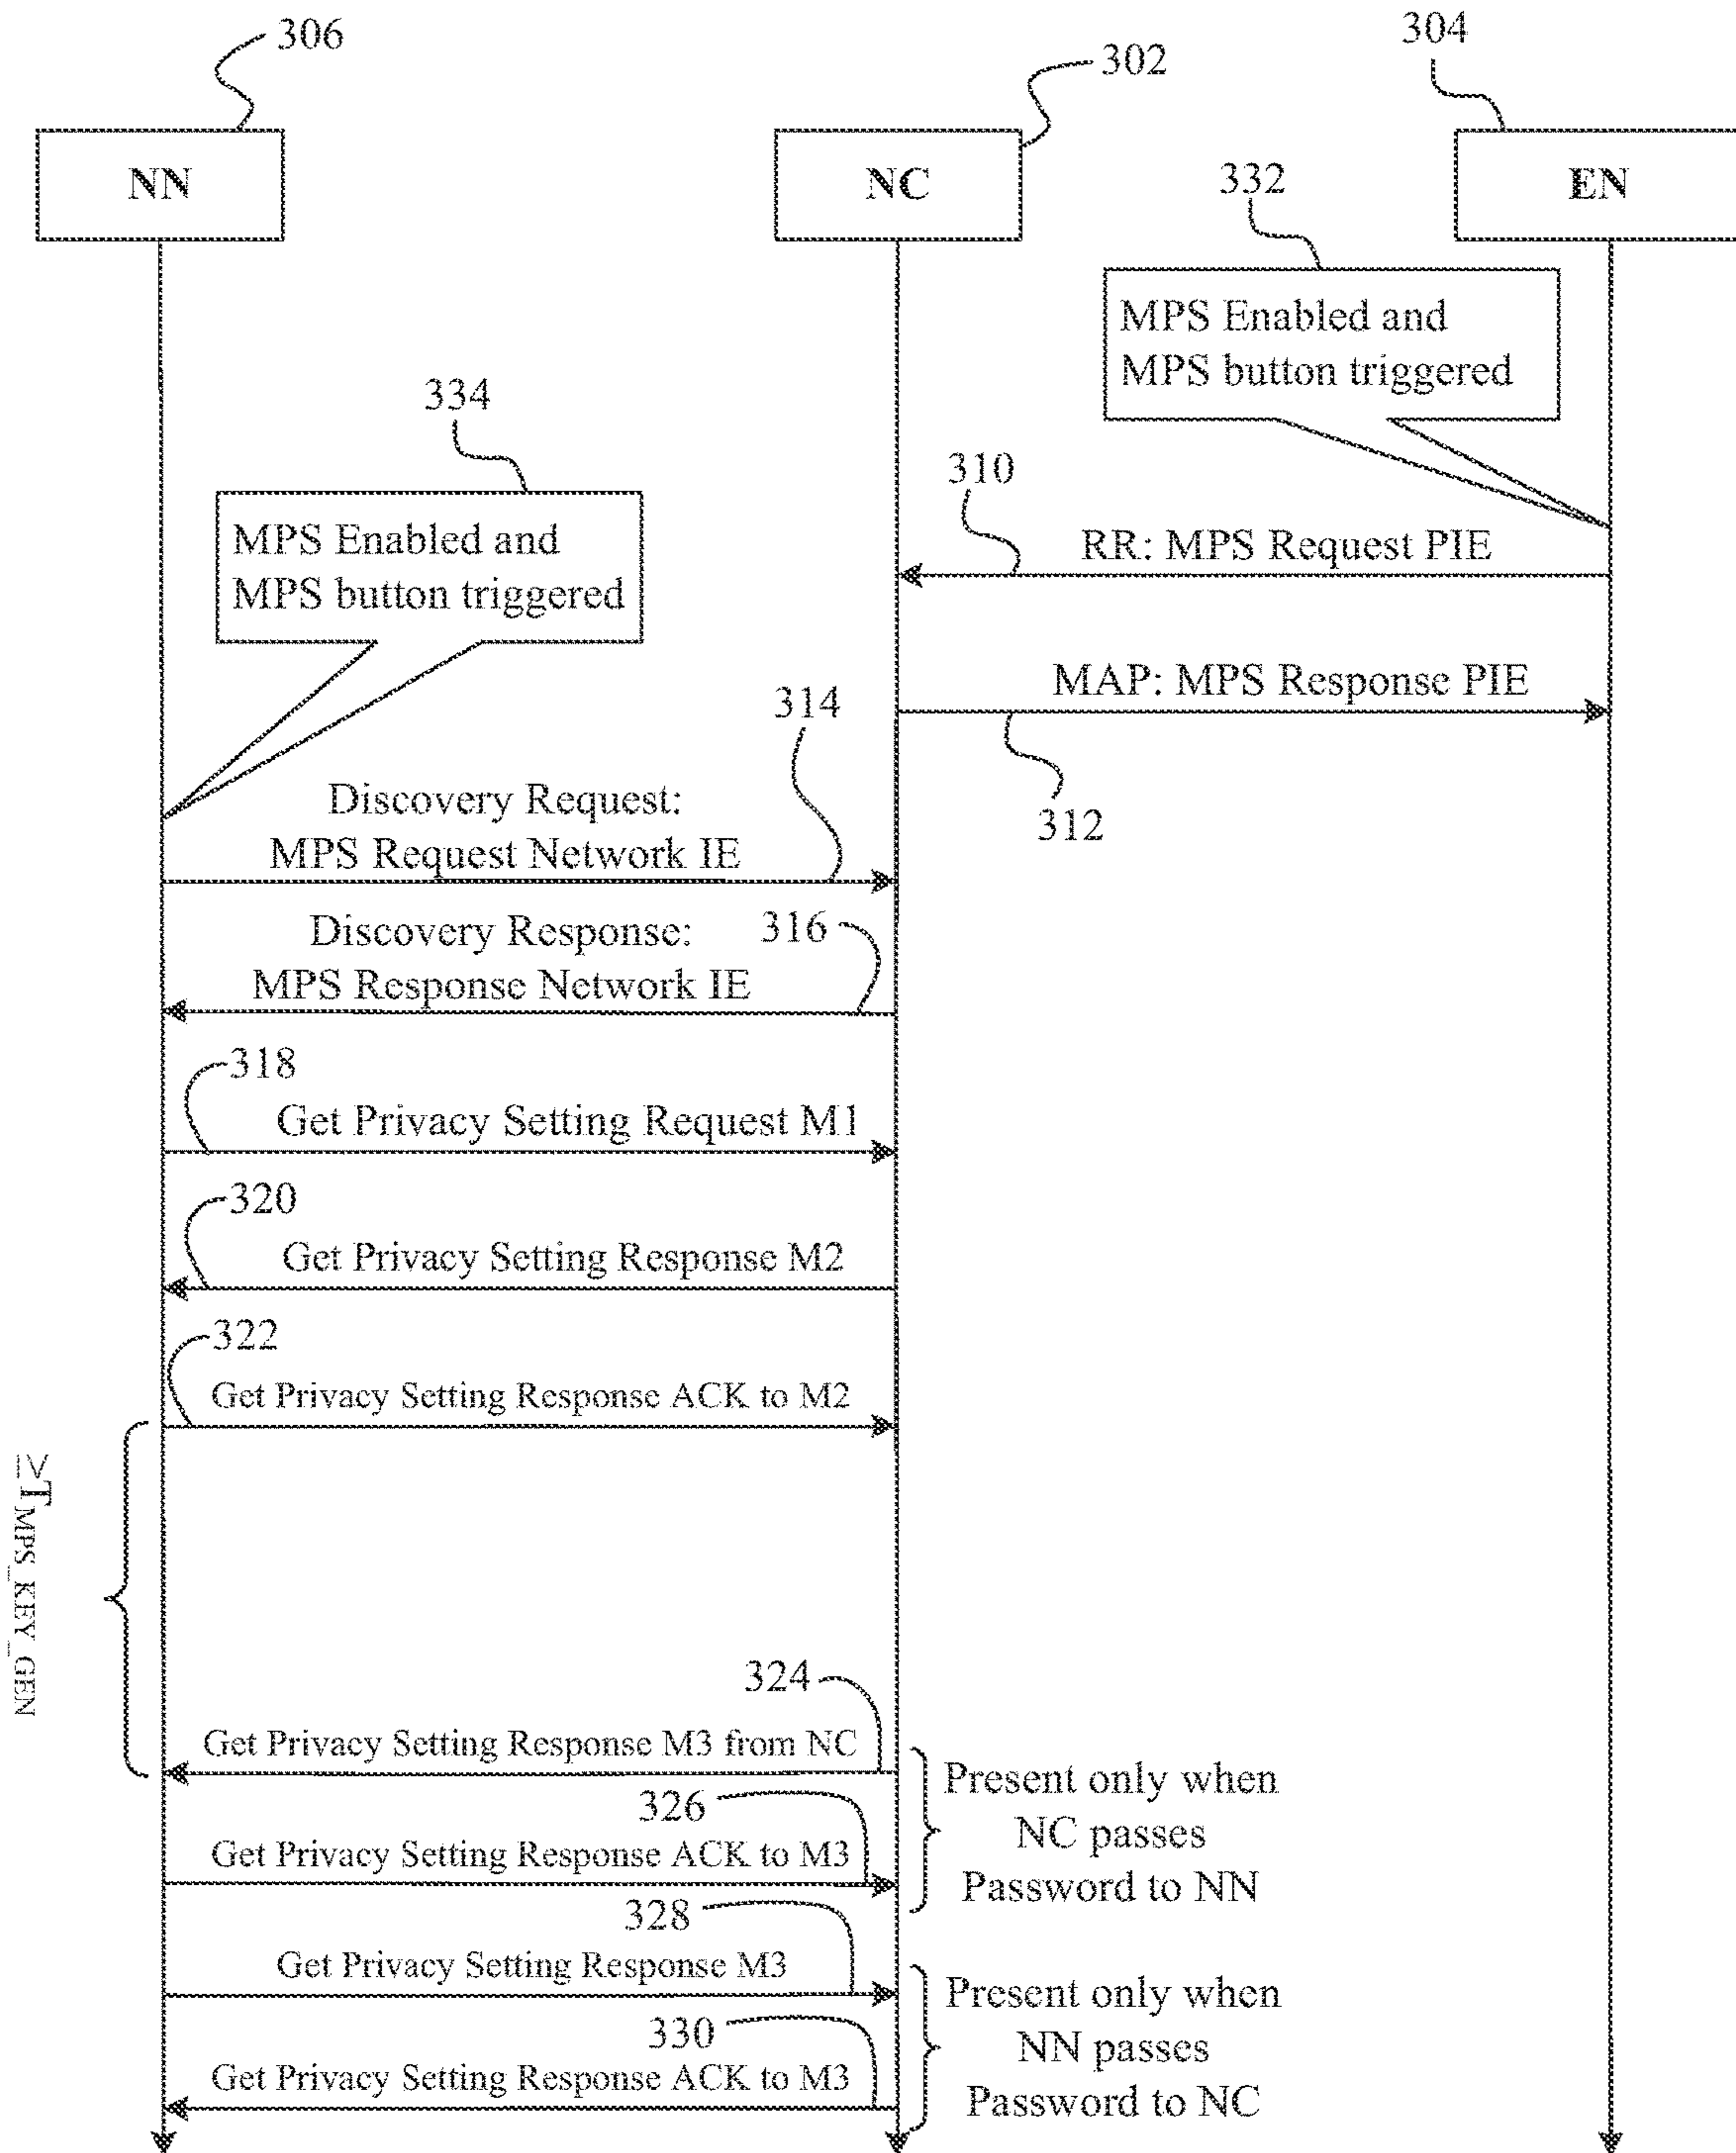 306
302
304
NN
NC
EN
332
MPS Enabled and
MPS button triggered
334
MPS Enabled and
MPS button triggered
310
RR: MPS Request PIE
MAP: MPS Response PIE
312
314
Discovery Request:
MPS Request Network IE
Discovery Response:
316
MPS Response Network IE
318
Get Privacy Setting Request M1
320
Get Privacy Setting Response M2
322
Get Privacy Setting Response ACK to M2
≥TMPS_KEY_GEN
324
Get Privacy Setting Response M3 from NC
326
Get Privacy Setting Response ACK to M3
Present only when
NC passes
Password to NN
328
Get Privacy Setting Response M3
330
Get Privacy Setting Response ACK to M3
Present only when
NN passes
Password to NC